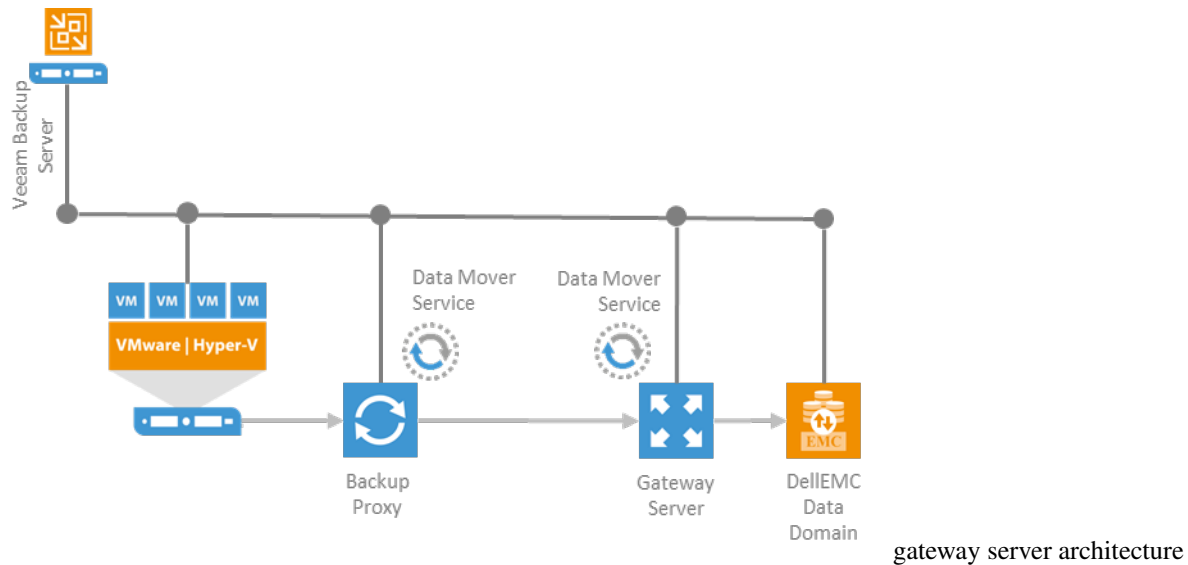 Veeam Backup
Server
Data Mover
Service
Data Mover
Service
VM VM VM VM
VMware | Hyper-V
EMC
Backup
Proxy
Gateway
Server
DellEMC
Data
Domain
gateway server architecture